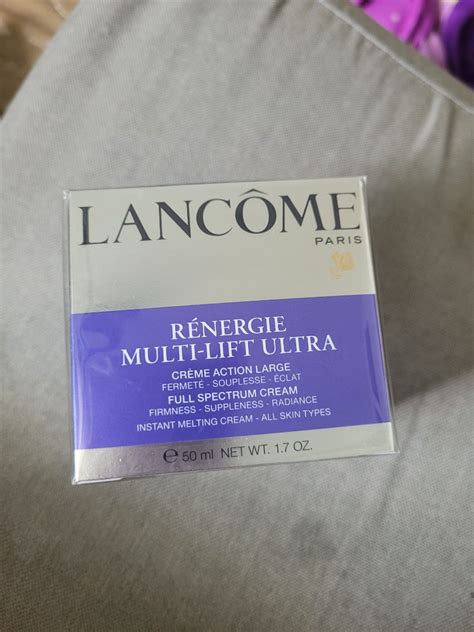 LANCÔME
PARIS
RÉNERGIE
MULTI-LIFT ULTRA
CRÈME ACTION LARGE
FERMETÉ - SOUPLESSE - ÉCLAT
FULL SPECTRUM CREAM
FIRMNESS - SUPPLENESS - RADIANCE
INSTANT MELTING CREAM - ALL SKIN TYPES
℮ 50 ml NET WT. 1.7 OZ.